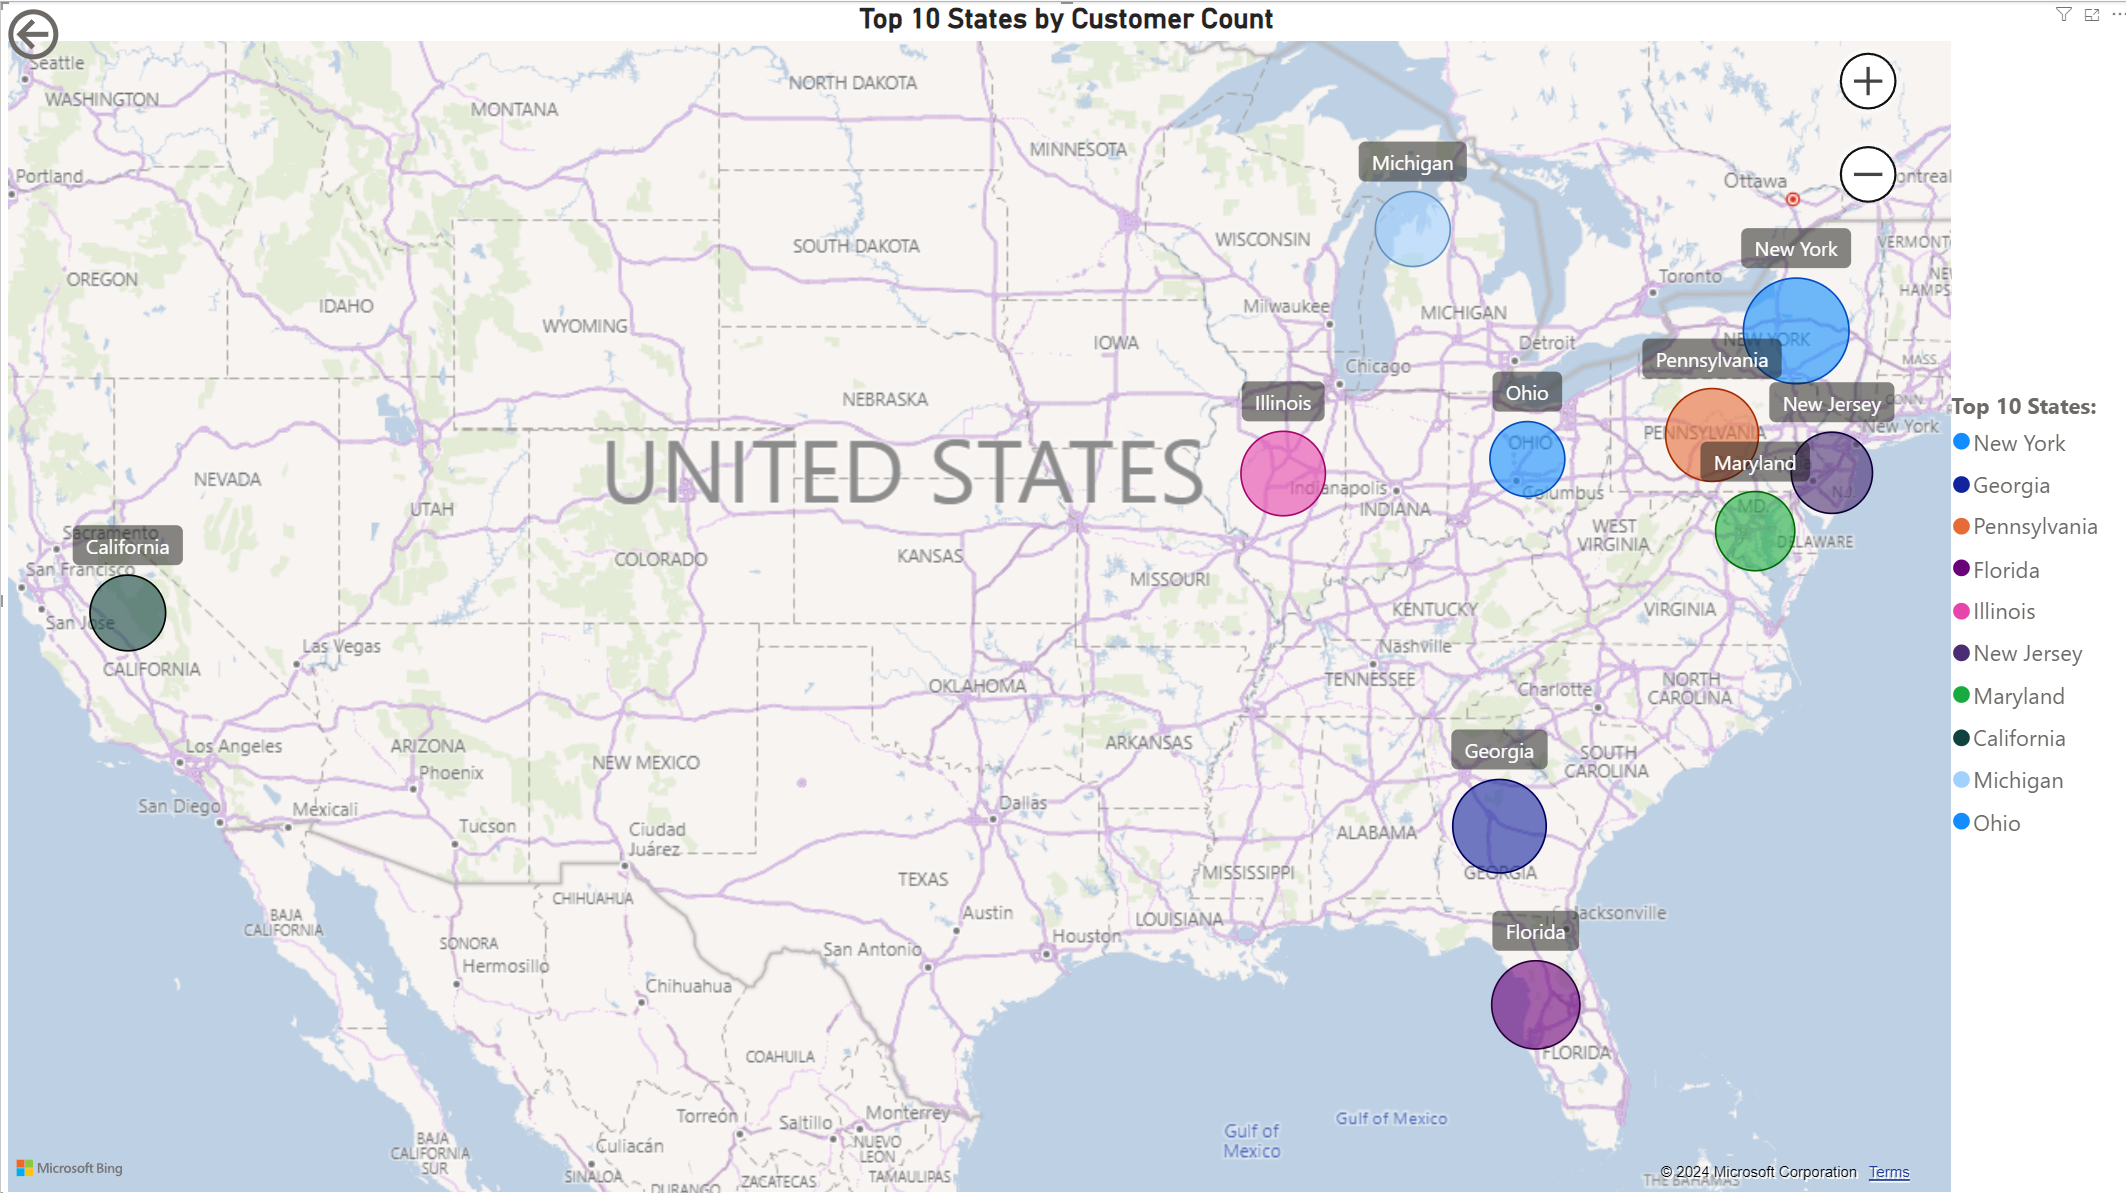 Top 10 States by Customer Count
Seattle
WASHINGTON
MONTANA
NORTH DAKOTA
MINNESOTA
Michigan
Portland
Ottawa
New York
OREGON
IDAHO
SOUTH DAKOTA
WISCONSIN
VERMONT
Toronto
WYOMING
Milwaukee
MICHIGAN
NEW YORK
IOWA
Detroit
Pennsylvania
MASS
Chicago
NEBRASKA
Illinois
Ohio
New Jersey
CONN
New York
OHIO
PENNSYLVANIA
UNITED STATES
NEVADA
UTAH
Indianapolis
INDIANA
Columbus
Maryland
N.J.
MD.
Sacramento
California
COLORADO
KANSAS
MISSOURI
WEST
VIRGINIA
DELAWARE
San Francisco
San Jose
KENTUCKY
VIRGINIA
Las Vegas
CALIFORNIA
OKLAHOMA
Nashville
TENNESSEE
Charlotte
NORTH
CAROLINA
Los Angeles
ARIZONA
Phoenix
NEW MEXICO
ARKANSAS
Georgia
SOUTH
CAROLINA
San Diego
Mexicali
Tucson
Ciudad
Juárez
Dallas
ALABAMA
TEXAS
MISSISSIPPI
GEORGIA
CHIHUAHUA
BAJA
CALIFORNIA
Austin
LOUISIANA
Jacksonville
Florida
SONORA
Hermosillo
San Antonio
Houston
Chihuahua
COAHUILA
FLORIDA
Torreón
Saltillo
Monterrey
Gulf of
Mexico
Gulf of Mexico
BAJA
CALIFORNIA
SUR
Culiacán
NUEVO
LEÓN
SINALOA
DURANGO
ZACATECAS
TAMAULIPAS
THE BAHAMAS
Microsoft Bing
© 2024 Microsoft Corporation Terms
Top 10 States:
New York
Georgia
Pennsylvania
Florida
Illinois
New Jersey
Maryland
California
Michigan
Ohio